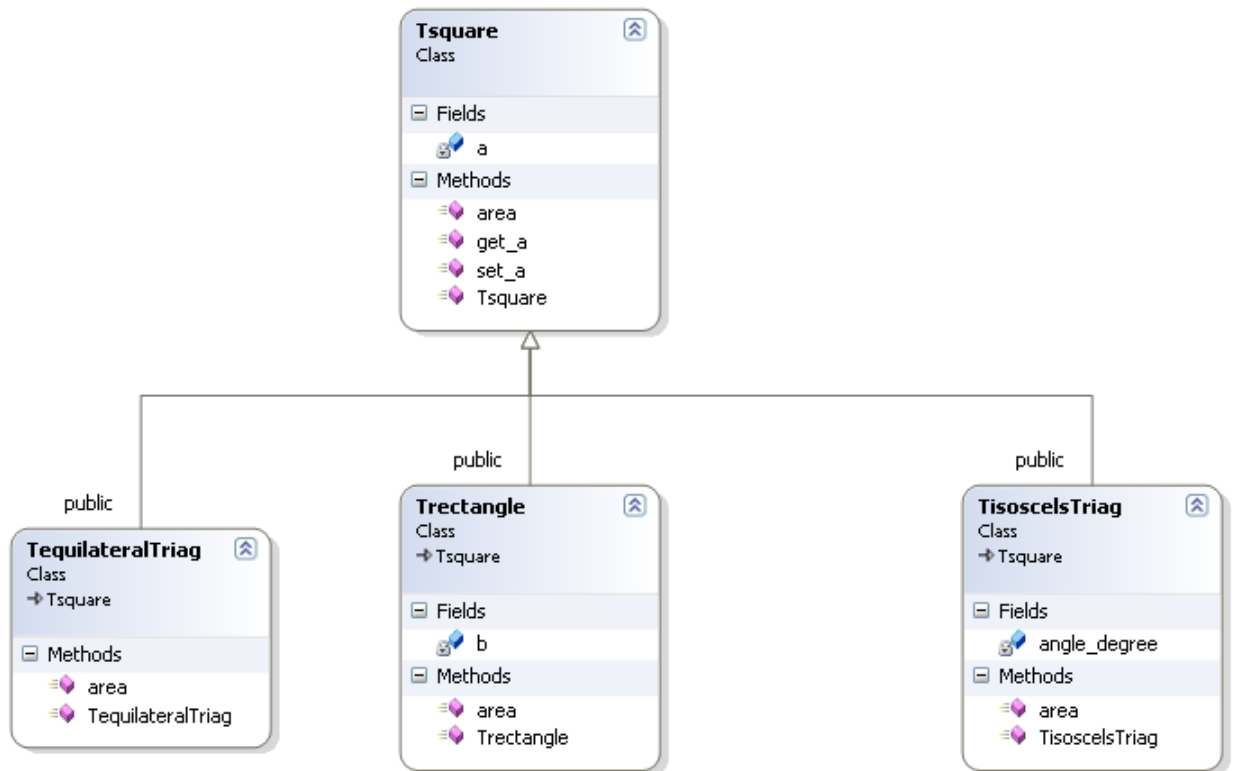 Tsquare
Class
Fields
a
Methods
area
get_a
set_a
Tsquare
public
public
public
TequilateralTriag
Class
Tsquare
Methods
area
TequilateralTriag
Trectangle
Class
Tsquare
Fields
b
Methods
area
Trectangle
TisoscelsTriag
Class
Tsquare
Fields
angle_degree
Methods
area
TisoscelsTriag